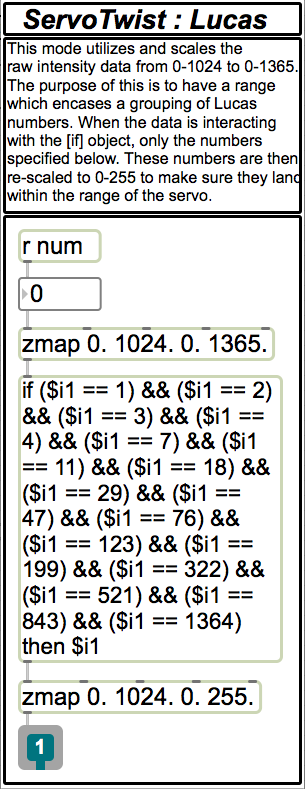 ServoTwist : Lucas
This mode utilizes and scales the
raw intensity data from 0-1024 to 0-1365.
The purpose of this is to have a range
which encases a grouping of Lucas
numbers. When the data is interacting
with the [if] object, only the numbers
specified below. These numbers are then
re-scaled to 0-255 to make sure they land
within the range of the servo.
r num
0
zmap 0. 1024. 0. 1365.
if ($i1 == 1) && ($i1 == 2)
&& ($i1 == 3) && ($i1 ==
4) && ($i1 == 7) && ($i1
== 11) && ($i1 == 18) &&
($i1 == 29) && ($i1 ==
47) && ($i1 == 76) &&
($i1 == 123) && ($i1 ==
199) && ($i1 == 322) &&
($i1 == 521) && ($i1 ==
843) && ($i1 == 1364)
then $i1
zmap 0. 1024. 0. 255.
1